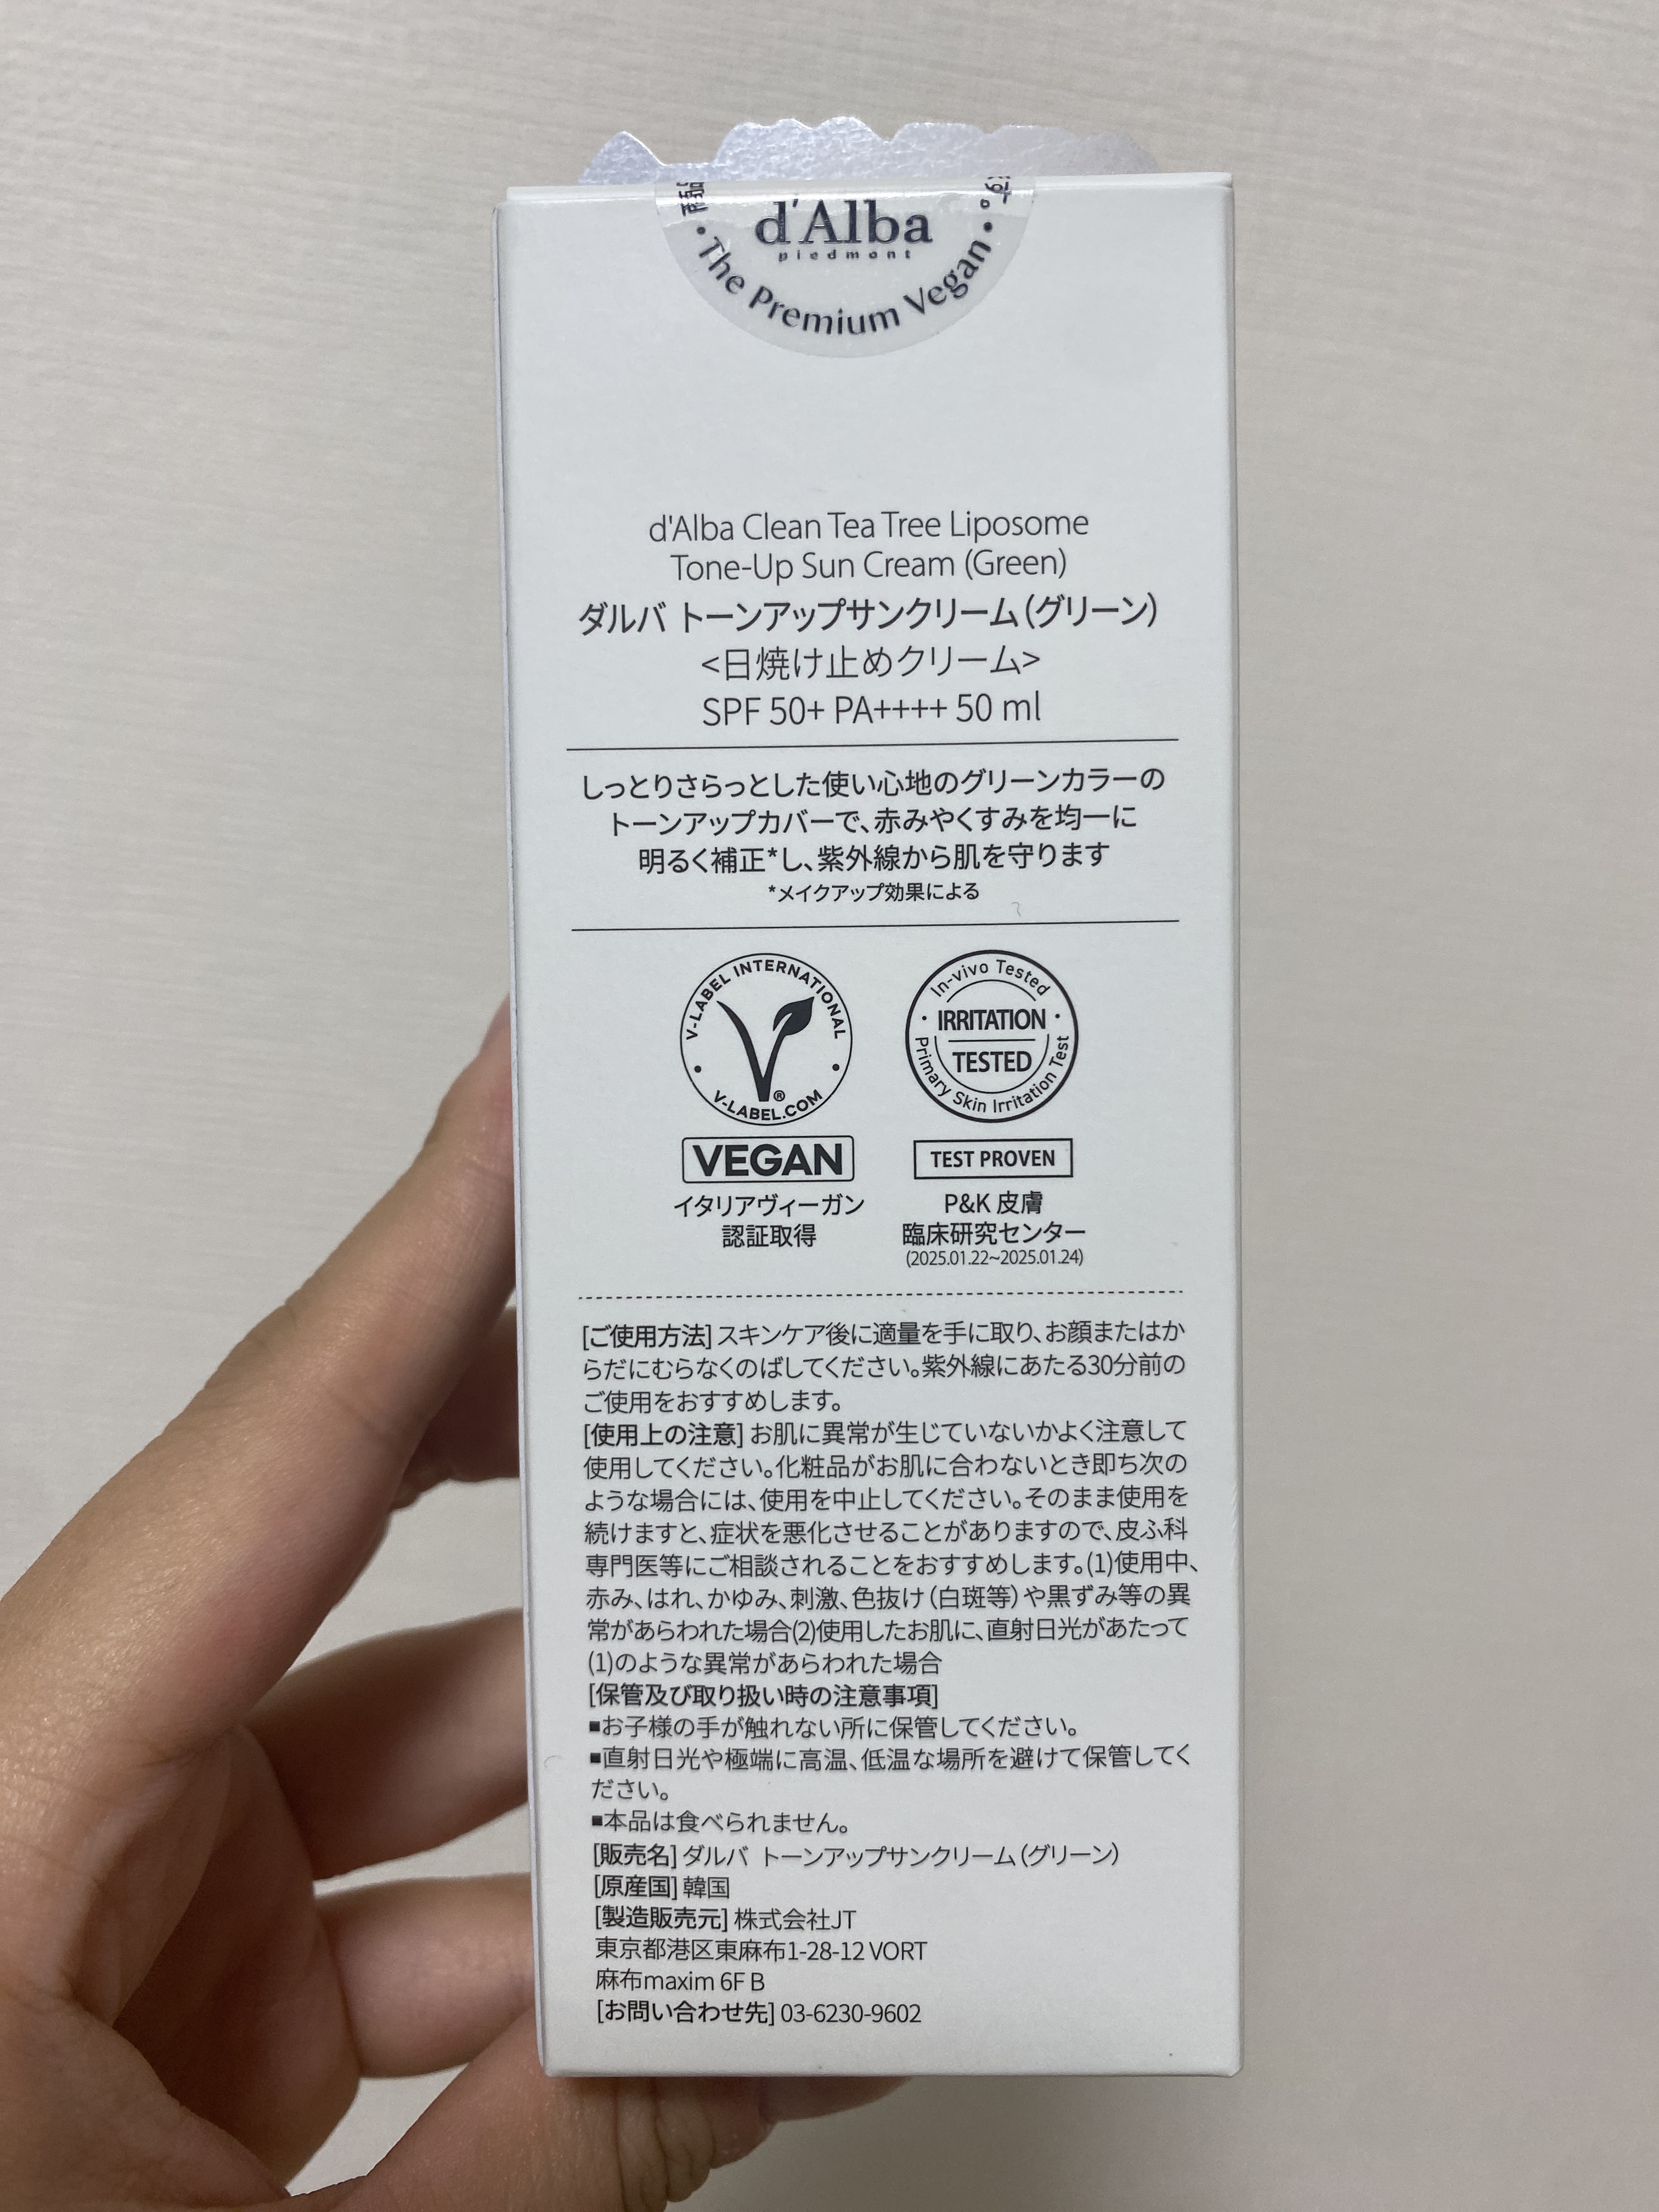 d'Alba
piedmont
• The Premium Vegan •
す。
d'Alba Clean Tea Tree Liposome
Tone-Up Sun Cream (Green)
ダルバ トーンアップサンクリーム（グリーン）
<日焼け止めクリーム>
SPF 50+ PA++++ 50 ml
しっとりさらっとした使い心地のグリーンカラーの
トーンアップカバーで、赤みやくすみを均一に
明るく補正*し、紫外線から肌を守ります
*メイクアップ効果による
V-LABEL INTERNATIONAL
• V-LABEL.COM •
®
VEGAN
イタリアヴィーガン
認証取得
In-vivo Tested
• IRRITATION •
TESTED
Primary Skin Irritation Test
TEST PROVEN
P&K 皮膚
臨床研究センター
(2025.01.22~2025.01.24)
[ご使用方法] スキンケア後に適量を手に取り、お顔またはか
らだにむらなくのばしてください。紫外線にあたる30分前の
ご使用をおすすめします。
[使用上の注意] お肌に異常が生じていないかよく注意して
使用してください。化粧品がお肌に合わないとき即ち次の
ような場合には、使用を中止してください。そのまま使用を
続けますと、症状を悪化させることがありますので、皮ふ科
専門医等にご相談されることをおすすめします。(1)使用中、
赤み、はれ、かゆみ、刺激、色抜け（白斑等）や黒ずみ等の異
常があらわれた場合(2)使用したお肌に、直射日光があたって
(1)のような異常があらわれた場合
[保管及び取り扱い時の注意事項]
■お子様の手が触れない所に保管してください。
■直射日光や極端に高温、低温な場所を避けて保管してく
ださい。
■本品は食べられません。
[販売名] ダルバ トーンアップサンクリーム（グリーン）
[原産国] 韓国
[製造販売元] 株式会社JT
東京都港区東麻布1-28-12 VORT
麻布maxim 6F B
[お問い合わせ先] 03-6230-9602